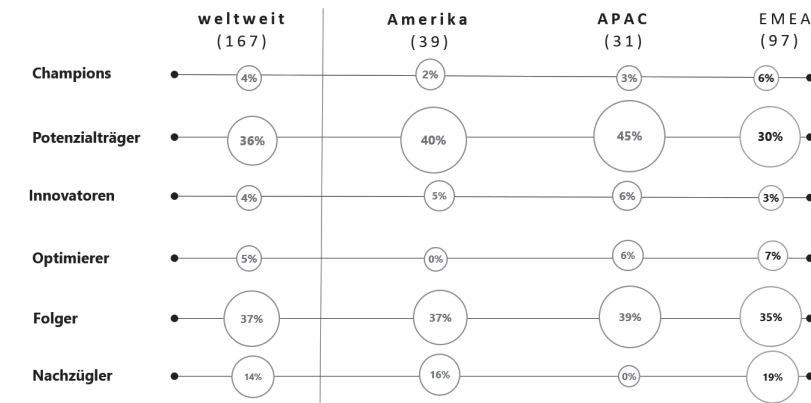 weltweit Amerika APAC EMEA
(167) (39) (31) (97)
Champions 4% 2% 3% 6%
Potenzialträger 36% 40% 45% 30%
Innovatoren 4% 5% 6% 3%
Optimierer 5% 0% 6% 7%
Folger 37% 37% 39% 35%
Nachzügler 14% 16% 0% 19%